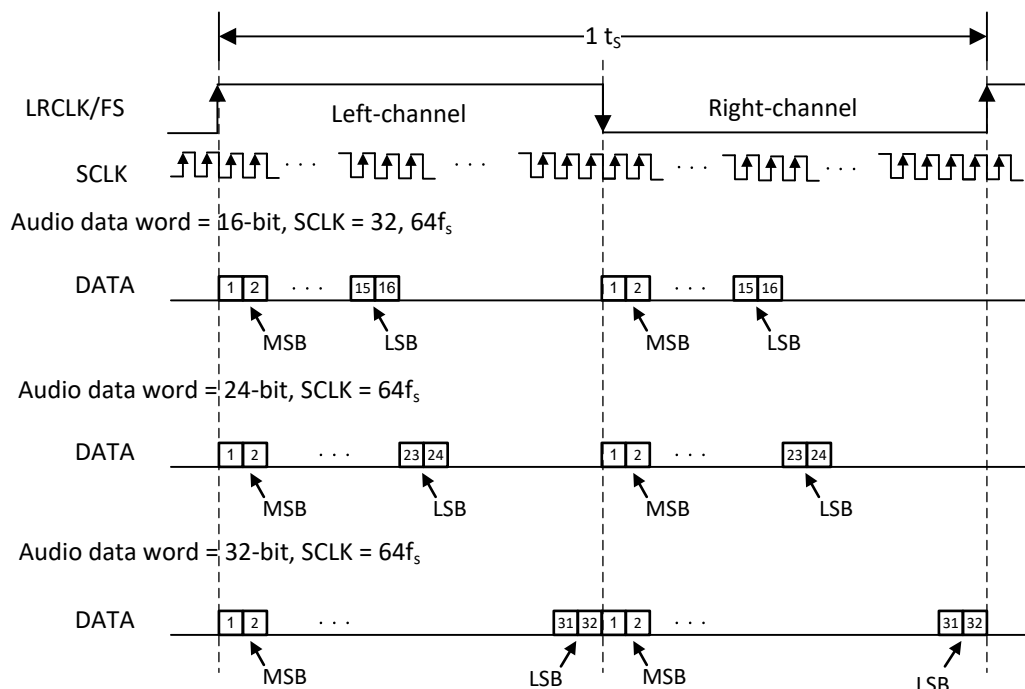 1 tS
LRCLK/FS
Left-channel
Right-channel
SCLK
Audio data word = 16-bit, SCLK = 32, 64fs
DATA
1 2 . . . 15 16 1 2 . . . 15 16
MSB LSB MSB LSB
Audio data word = 24-bit, SCLK = 64fs
DATA
1 2 . . . 23 24 1 2 . . . 23 24
MSB LSB MSB LSB
Audio data word = 32-bit, SCLK = 64fs
DATA
1 2 . . . 31 32 1 2 . . . 31 32
MSB LSB MSB LSB